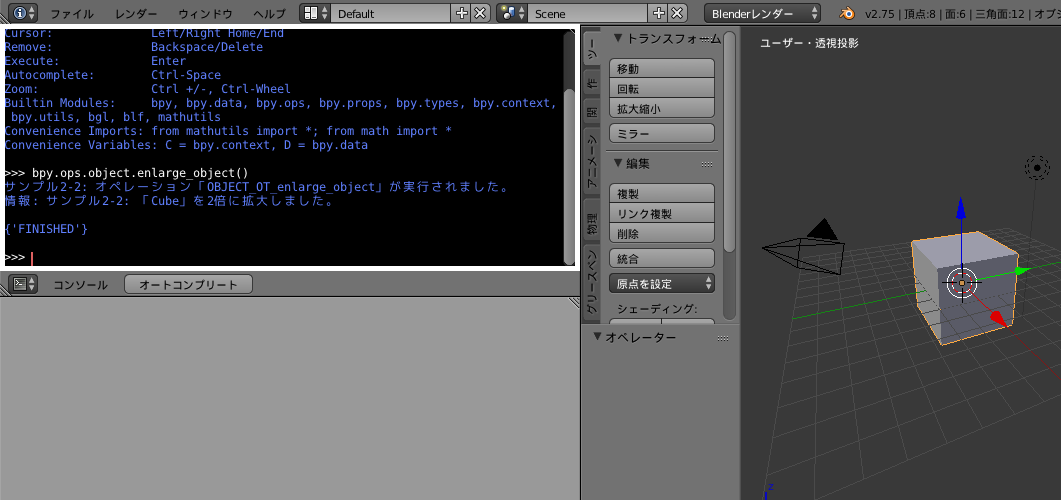 ファイル レンダー ウィンドウ ヘルプ Default Scene Blenderレンダー v2.75 | 頂点:8 | 面:6 | 三角面:12 | オブ
Cursor: Left/Right Home/End
Remove: Backspace/Delete
Execute: Enter
Autocomplete: Ctrl-Space
Zoom: Ctrl +/-, Ctrl-Wheel
Builtin Modules: bpy, bpy.data, bpy.ops, bpy.props, bpy.types, bpy.context,
bpy.utils, bgl, blf, mathutils
Convenience Imports: from mathutils import *; from math import *
Convenience Variables: C = bpy.context, D = bpy.data
>>> bpy.ops.object.enlarge_object()
サンプル2-2: オペレーション「OBJECT_OT_enlarge_object」が実行されました。
情報: サンプル2-2: 「Cube」を2倍に拡大しました。
{'FINISHED'}
>>>
コンソール オートコンプリート
ツー
作
関
アニメーシ
物理
グリースペン
トランスフォーム
移動
回転
拡大縮小
ミラー
編集
複製
リンク複製
削除
統合
原点を設定
シェーディング:
オペレーター
ユーザー・透視投影
z